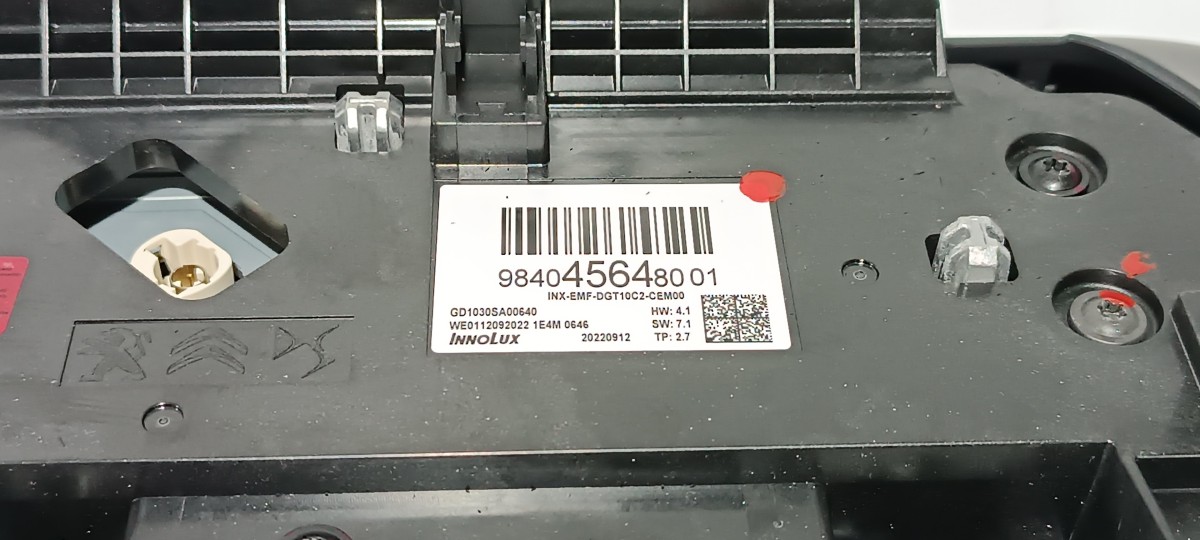 9840456480 01
INX-EMF-DGT10C2-CEM00
GD1030SA00640
HW: 4.1
WE0112092022 1E4M 0646
SW: 7.1
INNOLUX
20220912
TP: 2.7
DS